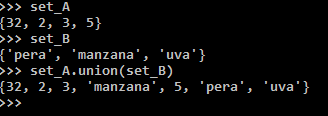 >>> set_A
{32, 2, 3, 5}
>>> set_B
{'pera', 'manzana', 'uva'}
>>> set_A.union(set_B)
{32, 2, 3, 'manzana', 5, 'pera', 'uva'}
>>>